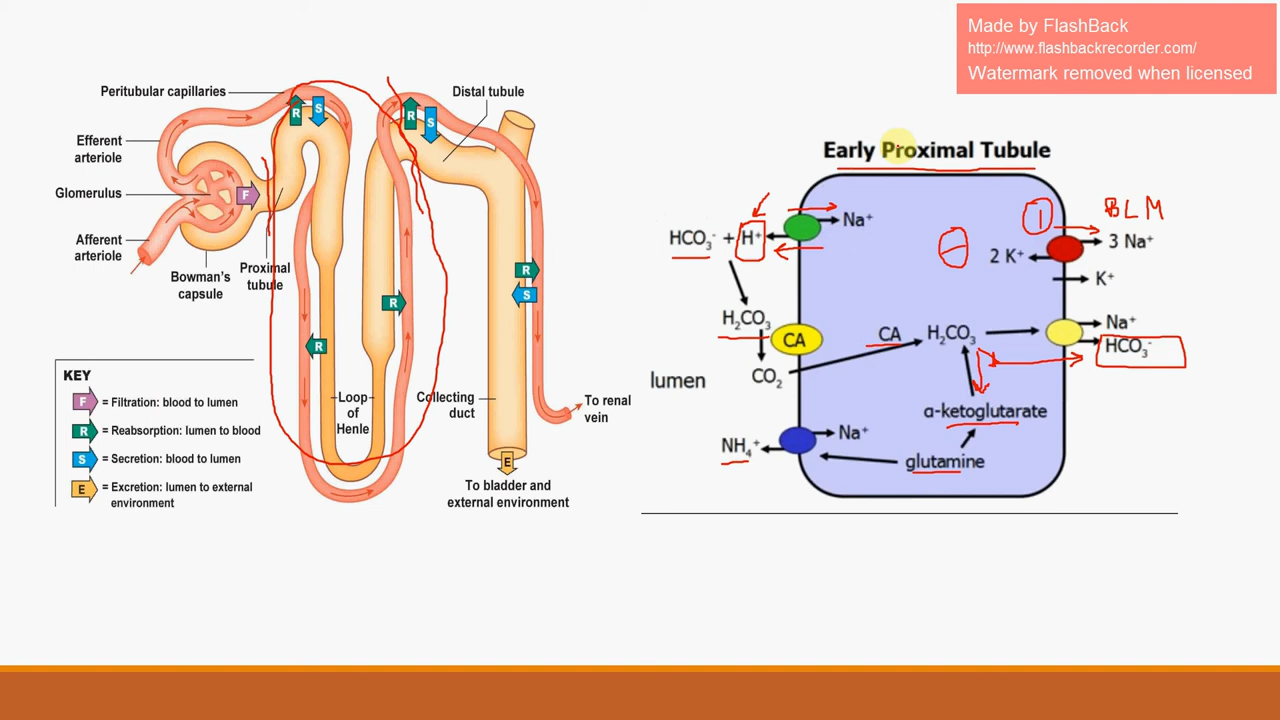 Made by FlashBack
http://www.flashbackrecorder.com/
Watermark removed when licensed
Peritubular capillaries
Distal tubule
Efferent
arteriole
Glomerulus
Afferent
arteriole
Bowman's
capsule
Proximal
tubule
R
S
R
S
F
R
S
R
R
Loop
of
Henle
Collecting
duct
To renal
vein
E
To bladder and
external environment
KEY
F = Filtration: blood to lumen
R = Reabsorption: lumen to blood
S = Secretion: blood to lumen
E = Excretion: lumen to external
environment
Early Proximal Tubule
BLM
1
Na⁺
HCO₃⁻ + H⁺
2 K⁺
3 Na⁺
K⁺
H₂CO₃
CA
CA
H₂CO₃
Na⁺
HCO₃⁻
lumen
CO₂
α-ketoglutarate
NH₄⁺
Na⁺
glutamine